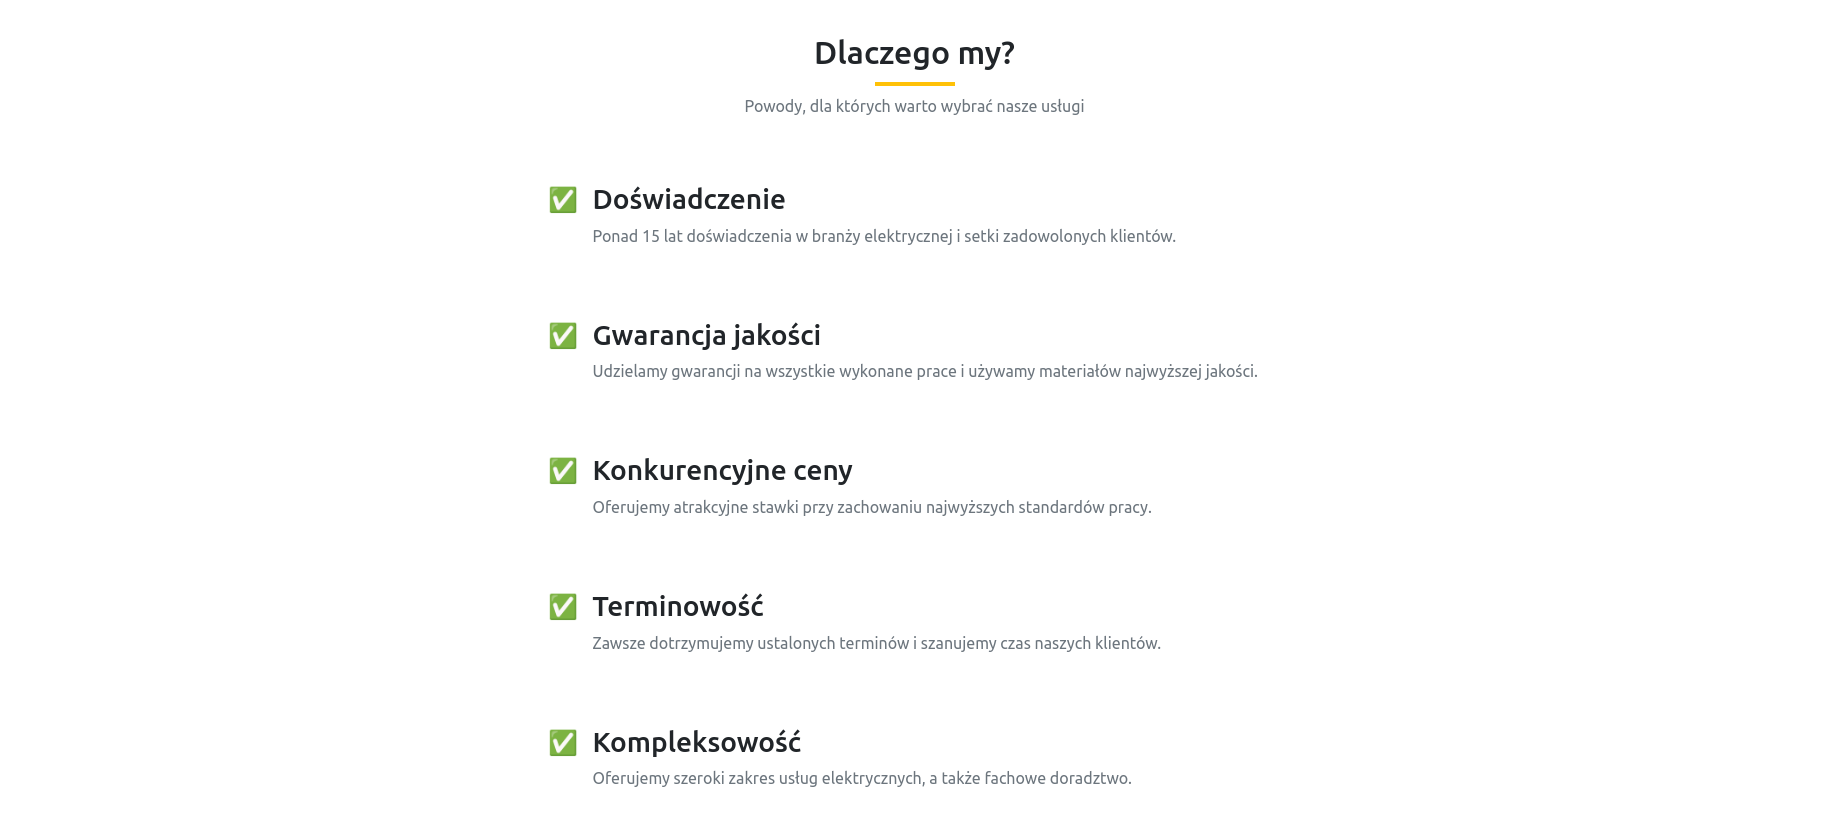 Dlaczego my?
Powody, dla których warto wybrać nasze usługi
✅ Doświadczenie
Ponad 15 lat doświadczenia w branży elektrycznej i setki zadowolonych klientów.
✅ Gwarancja jakości
Udzielamy gwarancji na wszystkie wykonane prace i używamy materiałów najwyższej jakości.
✅ Konkurencyjne ceny
Oferujemy atrakcyjne stawki przy zachowaniu najwyższych standardów pracy.
✅ Terminowość
Zawsze dotrzymujemy ustalonych terminów i szanujemy czas naszych klientów.
✅ Kompleksowość
Oferujemy szeroki zakres usług elektrycznych, a także fachowe doradztwo.